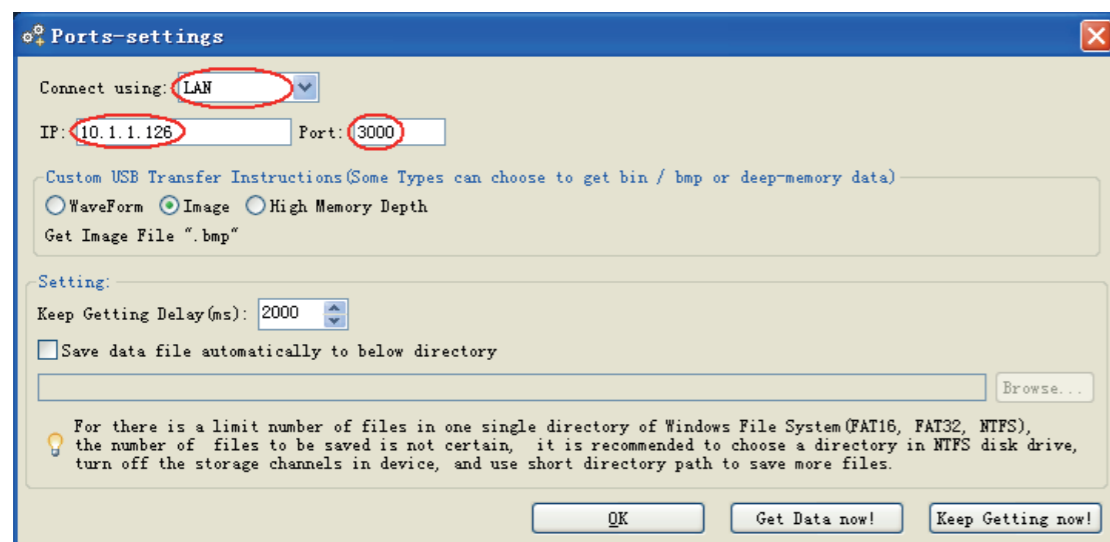 Ports-settings
Connect using: LAN
IP: 10.1.1.126 Port: 3000
Custom USB Transfer Instructions(Some Types can choose to get bin / bmp or deep-memory data)
WaveForm Image High Memory Depth
Get Image File ".bmp"
Setting:
Keep Getting Delay(ms): 2000
Save data file automatically to below directory
Browse...
For there is a limit number of files in one single directory of Windows File System(FAT16, FAT32, NTFS),
the number of files to be saved is not certain, it is recommended to choose a directory in NTFS disk drive,
turn off the storage channels in device, and use short directory path to save more files.
OK Get Data now! Keep Getting now!